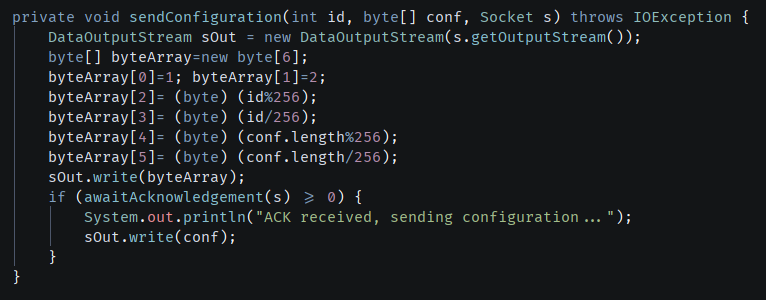 private void sendConfiguration(int id, byte[] conf, Socket s) throws IOException {
    DataOutputStream sOut = new DataOutputStream(s.getOutputStream());
    byte[] byteArray=new byte[6];
    byteArray[0]=1; byteArray[1]=2;
    byteArray[2]= (byte) (id%256);
    byteArray[3]= (byte) (id/256);
    byteArray[4]= (byte) (conf.length%256);
    byteArray[5]= (byte) (conf.length/256);
    sOut.write(byteArray);
    if (awaitAcknowledgement(s) >= 0) {
        System.out.println("ACK received, sending configuration...");
        sOut.write(conf);
    }
}